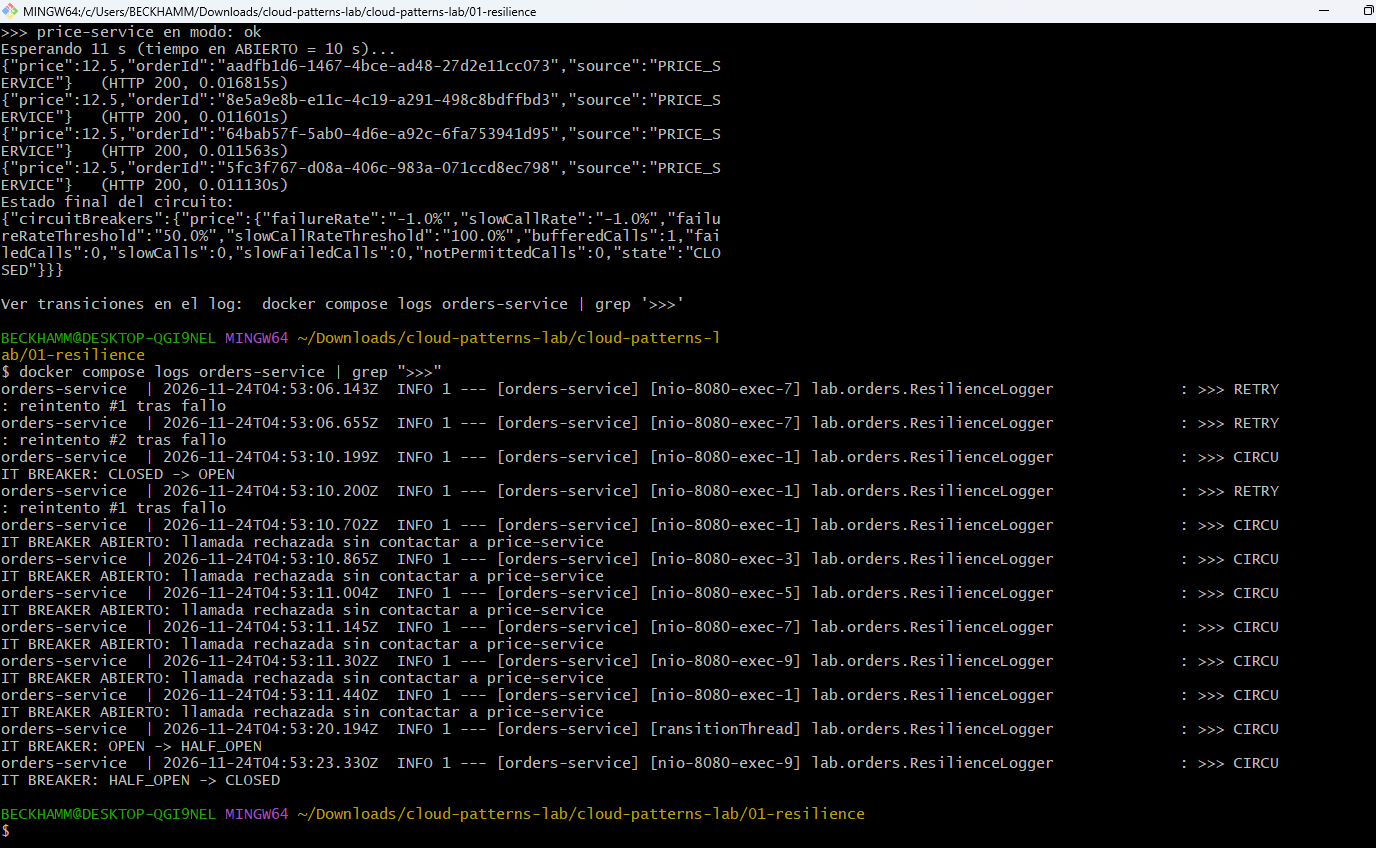 MINGW64:/c/Users/BECKHAMM/Downloads/cloud-patterns-lab/cloud-patterns-lab/01-resilience
>>> price-service en modo: ok
Esperando 11 s (tiempo en ABIERTO = 10 s)...
{"price":12.5,"orderId":"aadfb1d6-1467-4bce-ad48-27d2e11cc073","source":"PRICE_S
ERVICE"}   (HTTP 200, 0.016815s)
{"price":12.5,"orderId":"8e5a9e8b-e11c-4c19-a291-498c8bdffbd3","source":"PRICE_S
ERVICE"}   (HTTP 200, 0.011601s)
{"price":12.5,"orderId":"64bab57f-5ab0-4d6e-a92c-6fa753941d95","source":"PRICE_S
ERVICE"}   (HTTP 200, 0.011563s)
{"price":12.5,"orderId":"5fc3f767-d08a-406c-983a-071ccd8ec798","source":"PRICE_S
ERVICE"}   (HTTP 200, 0.011130s)
Estado final del circuito:
{"circuitBreakers":{"price":{"failureRate":"-1.0%","slowCallRate":"-1.0%","failu
reRateThreshold":"50.0%","slowCallRateThreshold":"100.0%","bufferedCalls":1,"fai
ledCalls":0,"slowCalls":0,"slowFailedCalls":0,"notPermittedCalls":0,"state":"CLO
SED"}}}
Ver transiciones en el log:  docker compose logs orders-service | grep '>>>'
BECKHAMM@DESKTOP-QGI9NEL MINGW64 ~/Downloads/cloud-patterns-lab/cloud-patterns-l
ab/01-resilience
$ docker compose logs orders-service | grep ">>>"
orders-service  | 2026-11-24T04:53:06.143Z  INFO 1 --- [orders-service] [nio-8080-exec-7] lab.orders.ResilienceLogger              : >>> RETRY
: reintento #1 tras fallo
orders-service  | 2026-11-24T04:53:06.655Z  INFO 1 --- [orders-service] [nio-8080-exec-7] lab.orders.ResilienceLogger              : >>> RETRY
: reintento #2 tras fallo
orders-service  | 2026-11-24T04:53:10.199Z  INFO 1 --- [orders-service] [nio-8080-exec-1] lab.orders.ResilienceLogger              : >>> CIRCU
IT BREAKER: CLOSED -> OPEN
orders-service  | 2026-11-24T04:53:10.200Z  INFO 1 --- [orders-service] [nio-8080-exec-1] lab.orders.ResilienceLogger              : >>> RETRY
: reintento #1 tras fallo
orders-service  | 2026-11-24T04:53:10.702Z  INFO 1 --- [orders-service] [nio-8080-exec-1] lab.orders.ResilienceLogger              : >>> CIRCU
IT BREAKER ABIERTO: llamada rechazada sin contactar a price-service
orders-service  | 2026-11-24T04:53:10.865Z  INFO 1 --- [orders-service] [nio-8080-exec-3] lab.orders.ResilienceLogger              : >>> CIRCU
IT BREAKER ABIERTO: llamada rechazada sin contactar a price-service
orders-service  | 2026-11-24T04:53:11.004Z  INFO 1 --- [orders-service] [nio-8080-exec-5] lab.orders.ResilienceLogger              : >>> CIRCU
IT BREAKER ABIERTO: llamada rechazada sin contactar a price-service
orders-service  | 2026-11-24T04:53:11.145Z  INFO 1 --- [orders-service] [nio-8080-exec-7] lab.orders.ResilienceLogger              : >>> CIRCU
IT BREAKER ABIERTO: llamada rechazada sin contactar a price-service
orders-service  | 2026-11-24T04:53:11.302Z  INFO 1 --- [orders-service] [nio-8080-exec-9] lab.orders.ResilienceLogger              : >>> CIRCU
IT BREAKER ABIERTO: llamada rechazada sin contactar a price-service
orders-service  | 2026-11-24T04:53:11.440Z  INFO 1 --- [orders-service] [nio-8080-exec-1] lab.orders.ResilienceLogger              : >>> CIRCU
IT BREAKER ABIERTO: llamada rechazada sin contactar a price-service
orders-service  | 2026-11-24T04:53:20.194Z  INFO 1 --- [orders-service] [ransitionThread] lab.orders.ResilienceLogger              : >>> CIRCU
IT BREAKER: OPEN -> HALF_OPEN
orders-service  | 2026-11-24T04:53:23.330Z  INFO 1 --- [orders-service] [nio-8080-exec-9] lab.orders.ResilienceLogger              : >>> CIRCU
IT BREAKER: HALF_OPEN -> CLOSED
BECKHAMM@DESKTOP-QGI9NEL MINGW64 ~/Downloads/cloud-patterns-lab/cloud-patterns-lab/01-resilience
$